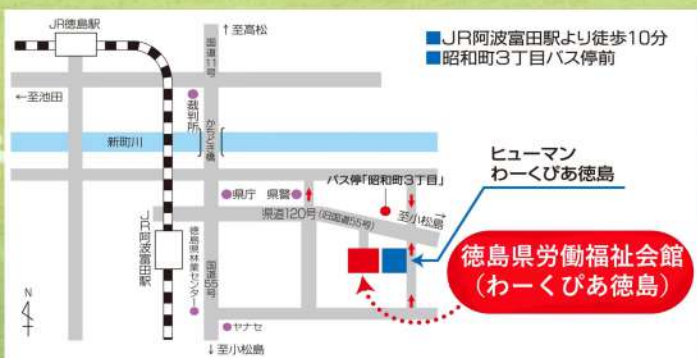 JR徳島駅
↑至高松
国道11号
■JR阿波富田駅より徒歩10分
■昭和町3丁目バス停前
←至池田
裁判所
新町川
かちどき橋
ヒューマン
わーくぴあ徳島
県庁
県警
バス停「昭和町3丁目」
県道120号(旧国道55号)
至小松島
→
JR阿波富田駅
徳島県林業センター
国道55号
徳島県労働福祉会館
(わーくぴあ徳島)
N
ヤナセ
↓至小松島